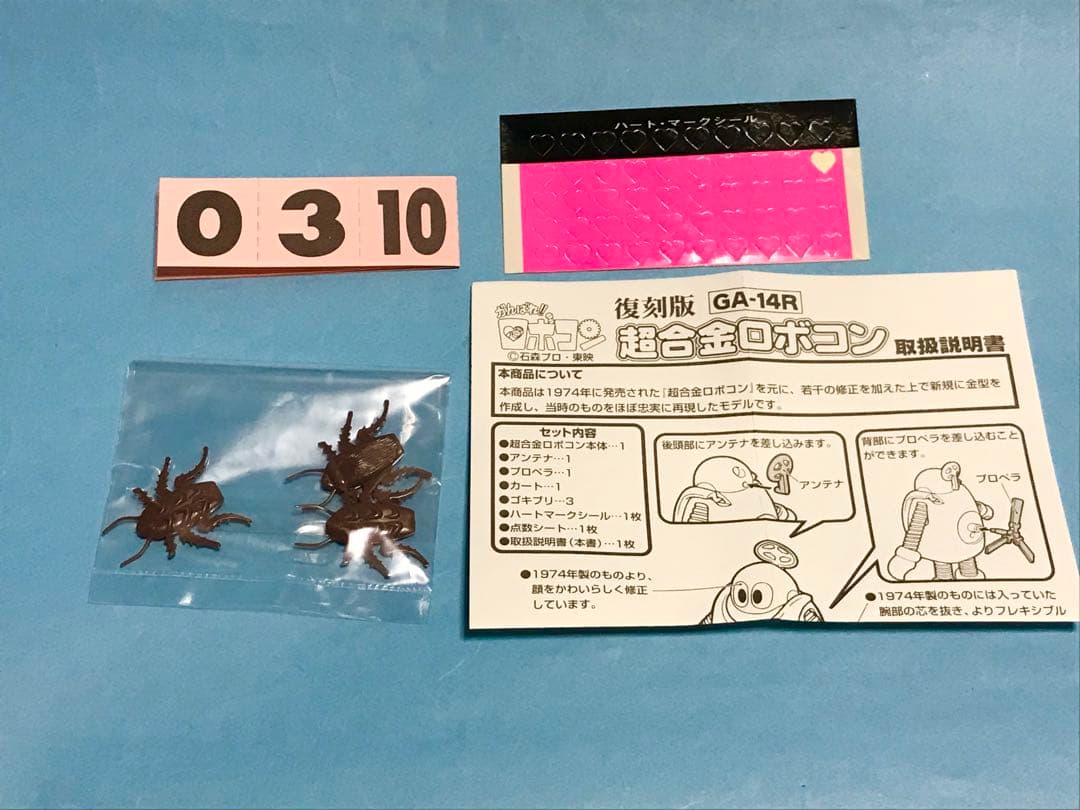 ハート・マークシール
0 3 10
がんばれ!!
ロボコン
©石森プロ・東映
復刻版 GA-14R
超合金ロボコン 取扱説明書
本商品について
本商品は1974年に発売された『超合金ロボコン』を元に、若干の修正を加えた上で新規に金型を
作成し、当時のものをほぼ忠実に再現したモデルです。
セット内容
●超合金ロボコン本体…1
●アンテナ…1
●プロペラ…1
●カート…1
●ゴキブリ…3
●ハートマークシール…1枚
●点数シート…1枚
●取扱説明書(本書)…1枚
後頭部にアンテナを差し込みます。
アンテナ
背部にプロペラを差し込むこと
ができます。
プロペラ
●1974年製のものより、
顔をかわいらしく修正
しています。
●1974年製のものには入っていた
腕部の芯を抜き、よりフレキシブル